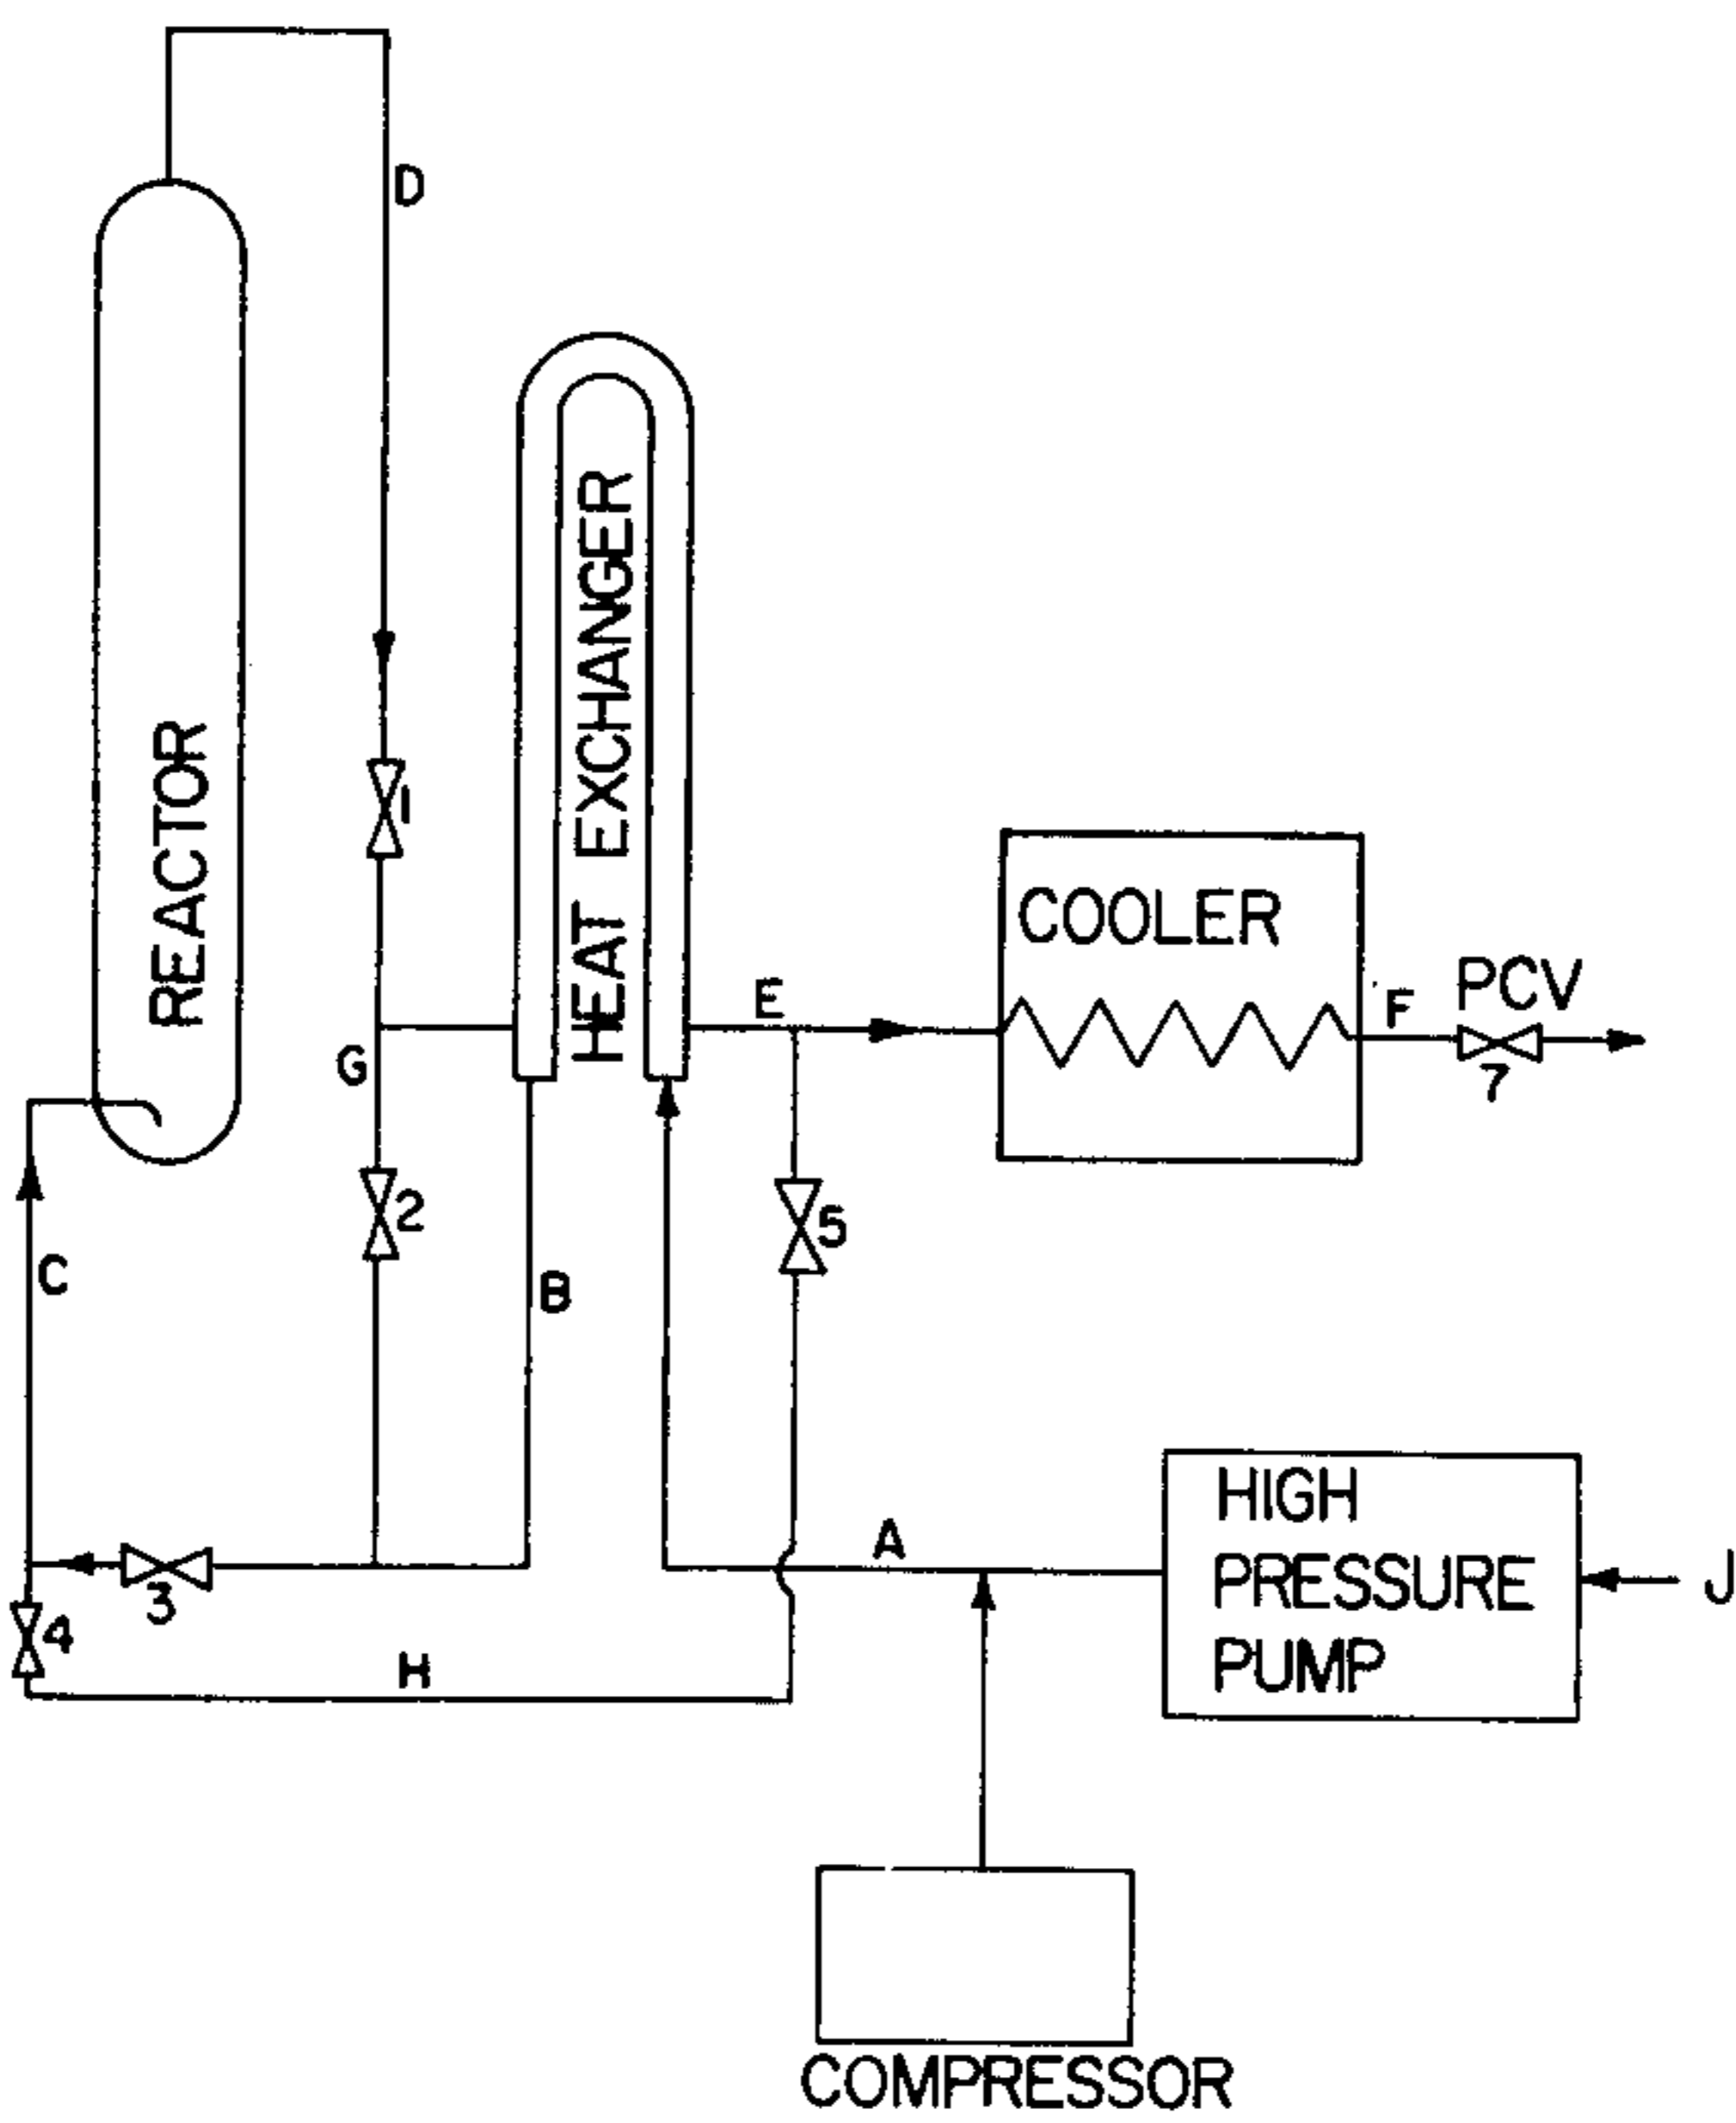 D
REACTOR
HEAT EXCHANGER
1
COOLER
E
F
PCV
7
G
2
5
C
B
A
HIGH
PRESSURE
PUMP
J
3
4
H
COMPRESSOR